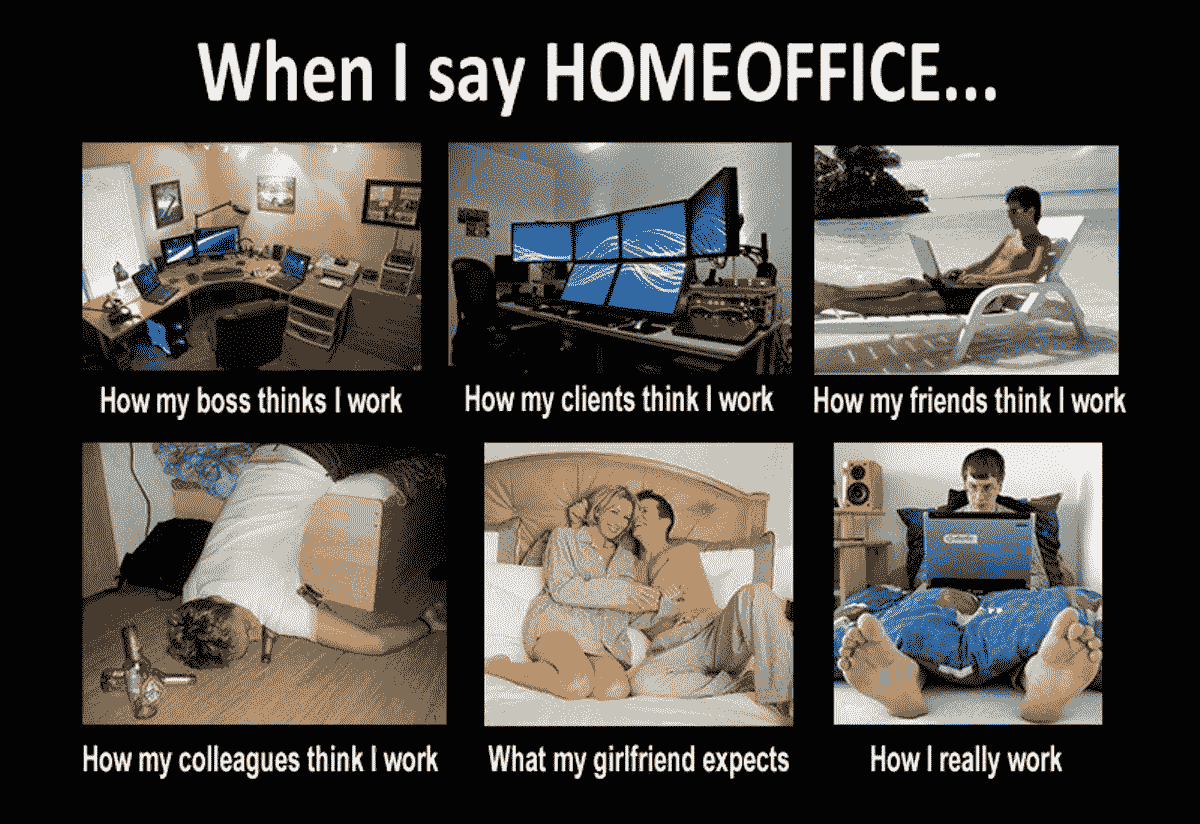 When I say HOMEOFFICE...
How my boss thinks I work
How my clients think I work
How my friends think I work
How my colleagues think I work
What my girlfriend expects
How I really work